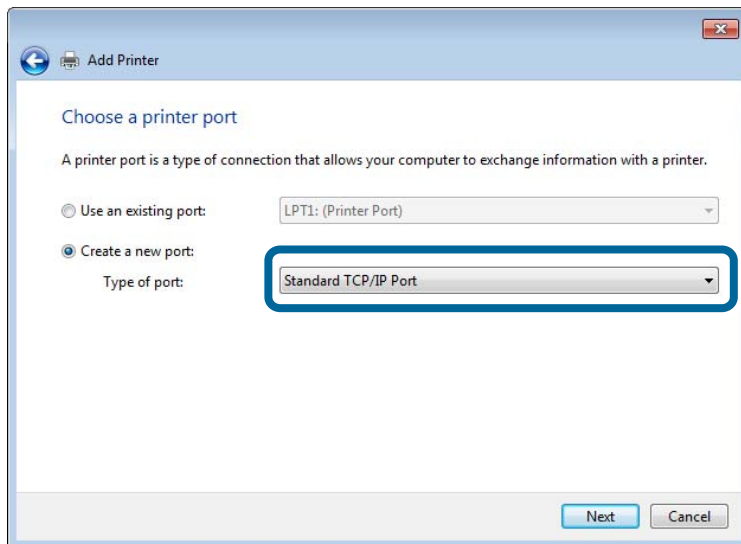 Add Printer
Choose a printer port
A printer port is a type of connection that allows your computer to exchange information with a printer.
Use an existing port: LPT1: (Printer Port)
Create a new port:
Type of port: Standard TCP/IP Port
Next Cancel